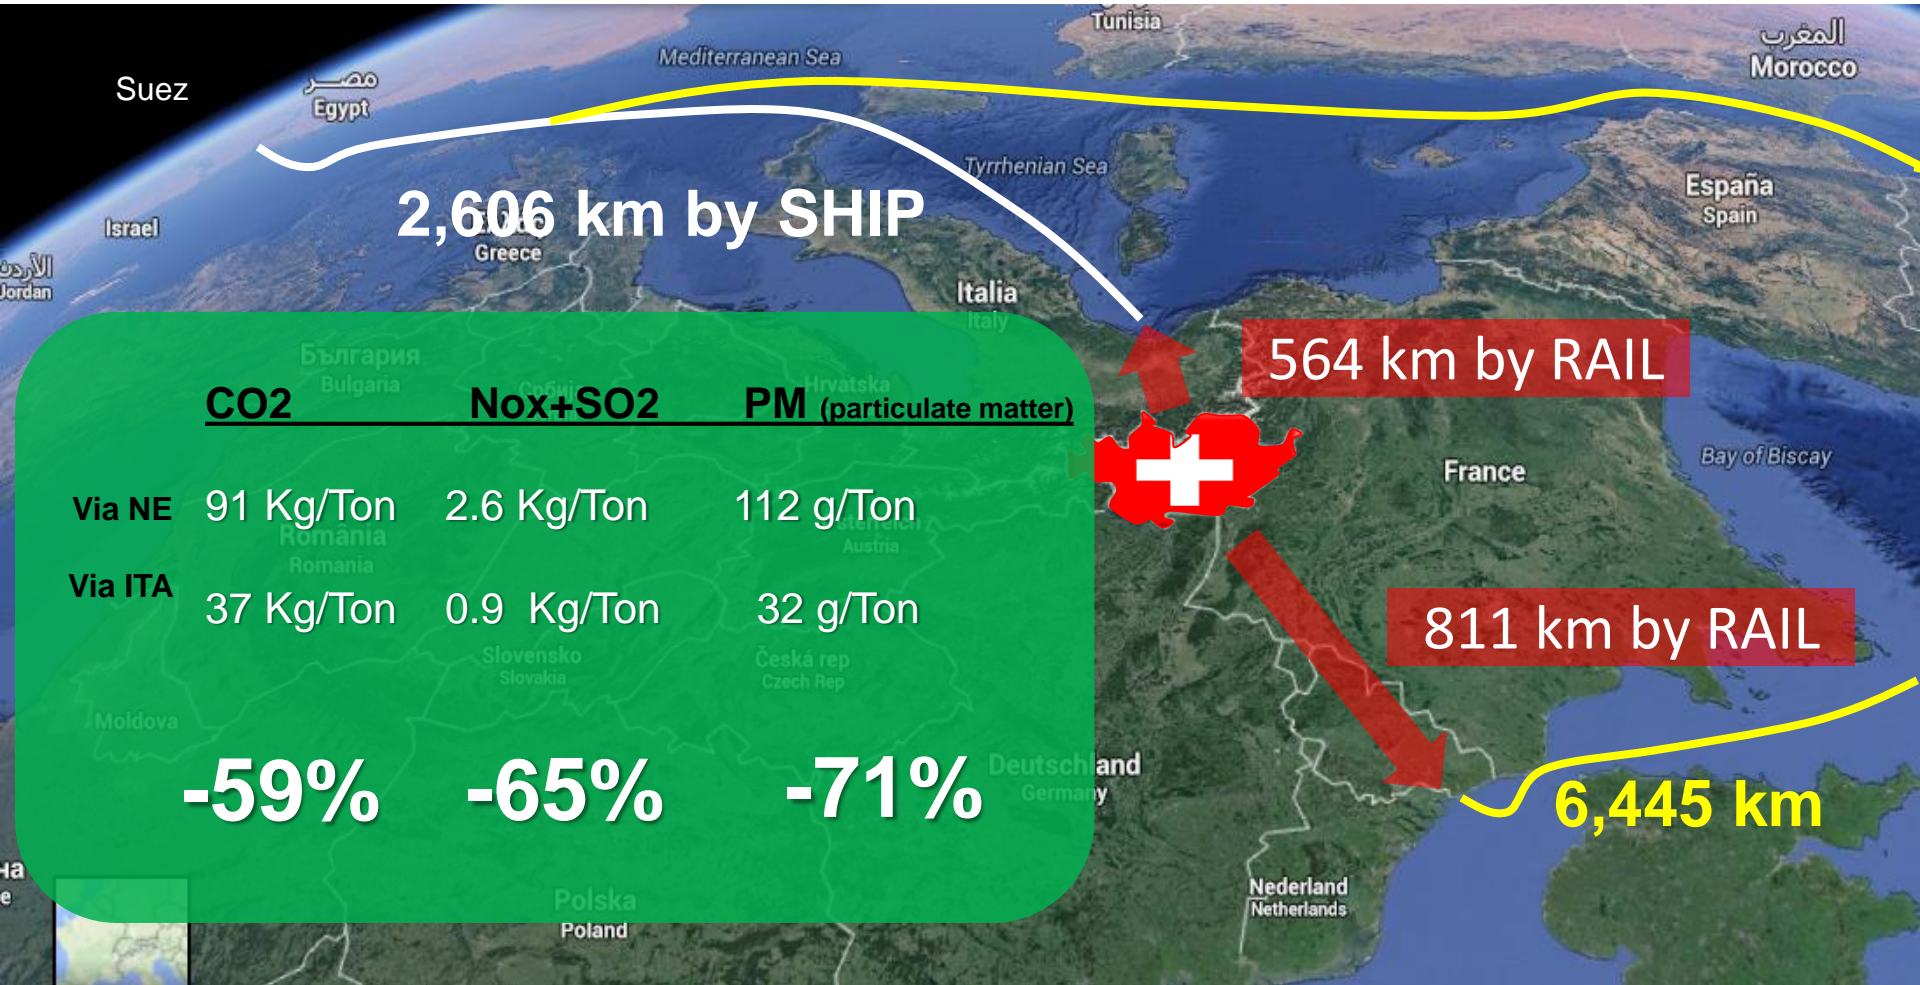 Tunisia
المغرب
Morocco
Mediterranean Sea
Suez
مصر
Egypt
Tyrrhenian Sea
España
Spain
2,606 km by SHIP
Israel
Greece
الأردن
Jordan
Italia
Italy
564 km by RAIL
България
Bulgaria
Hrvatska
CO2 Nox+SO2 PM (particulate matter)
Bay of Biscay
France
Via NE 91 Kg/Ton 2.6 Kg/Ton 112 g/Ton
România
Romania
Österreich
Austria
Via ITA 37 Kg/Ton 0.9 Kg/Ton 32 g/Ton
811 km by RAIL
Slovensko
Slovakia
Česká rep
Czech Rep
Moldova
-59% -65% -71%
Deutschland
Germany
6,445 km
на
e
Nederland
Netherlands
Polska
Poland